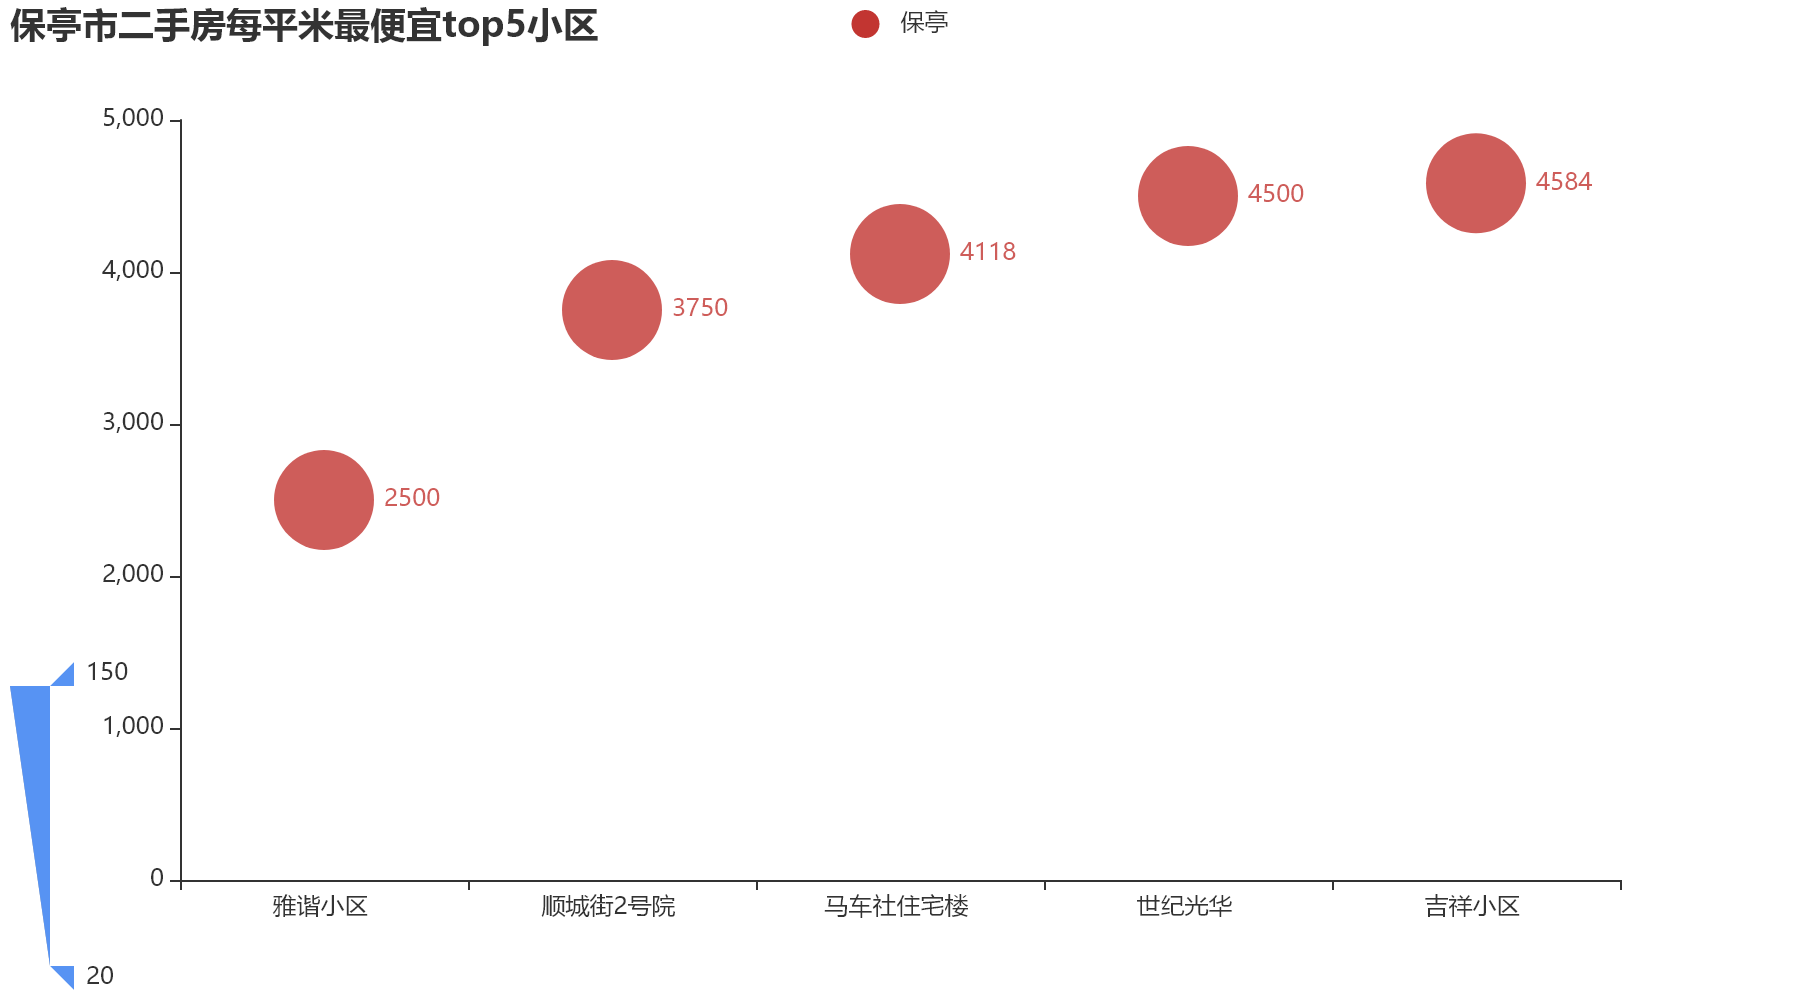 保亭市二手房每平米最便宜top5小区
保亭
5,000
4,000
3,000
2,000
1,000
0
2500
3750
4118
4500
4584
雅谐小区
顺城街2号院
马车社住宅楼
世纪光华
吉祥小区
150
20